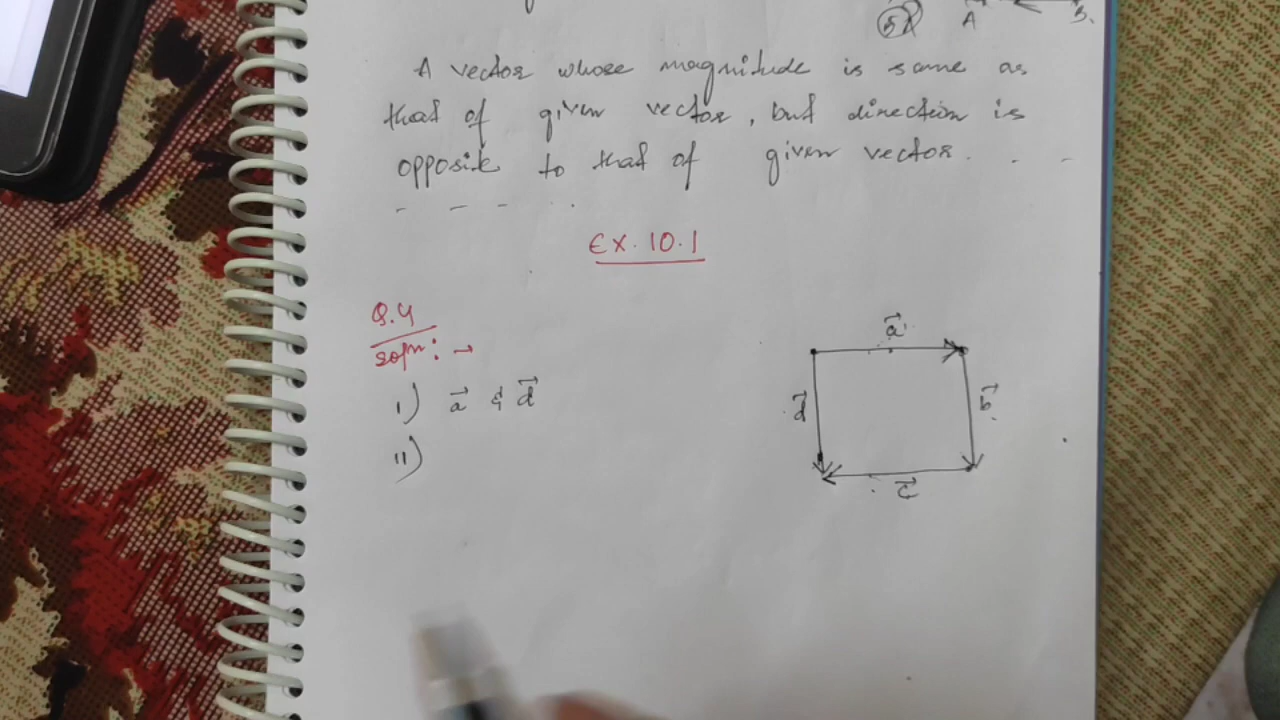 A B.
A vector whose magnitude is same as
that of given vector, but direction is
opposite to that of given vector. . -
- - - . .
Ex. 10.1
Q.4
soln: →
i) a⃗ & d⃗
ii)
a⃗
d⃗ b⃗
c⃗